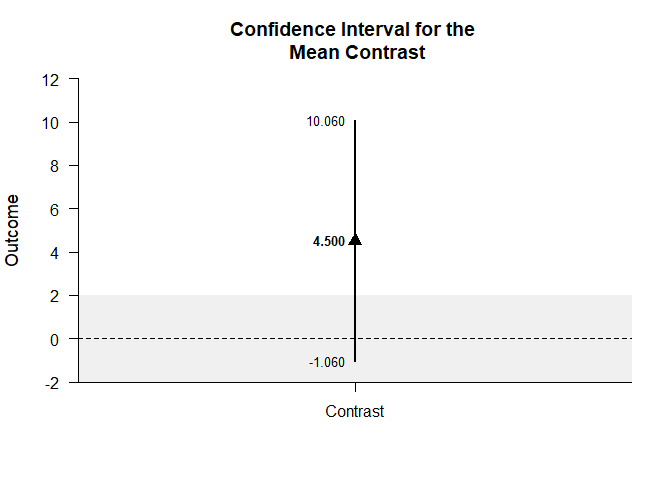 Confidence Interval for the
Mean Contrast
Outcome
12
10
8
6
4
2
0
-2
10.060
4.500
-1.060
Contrast